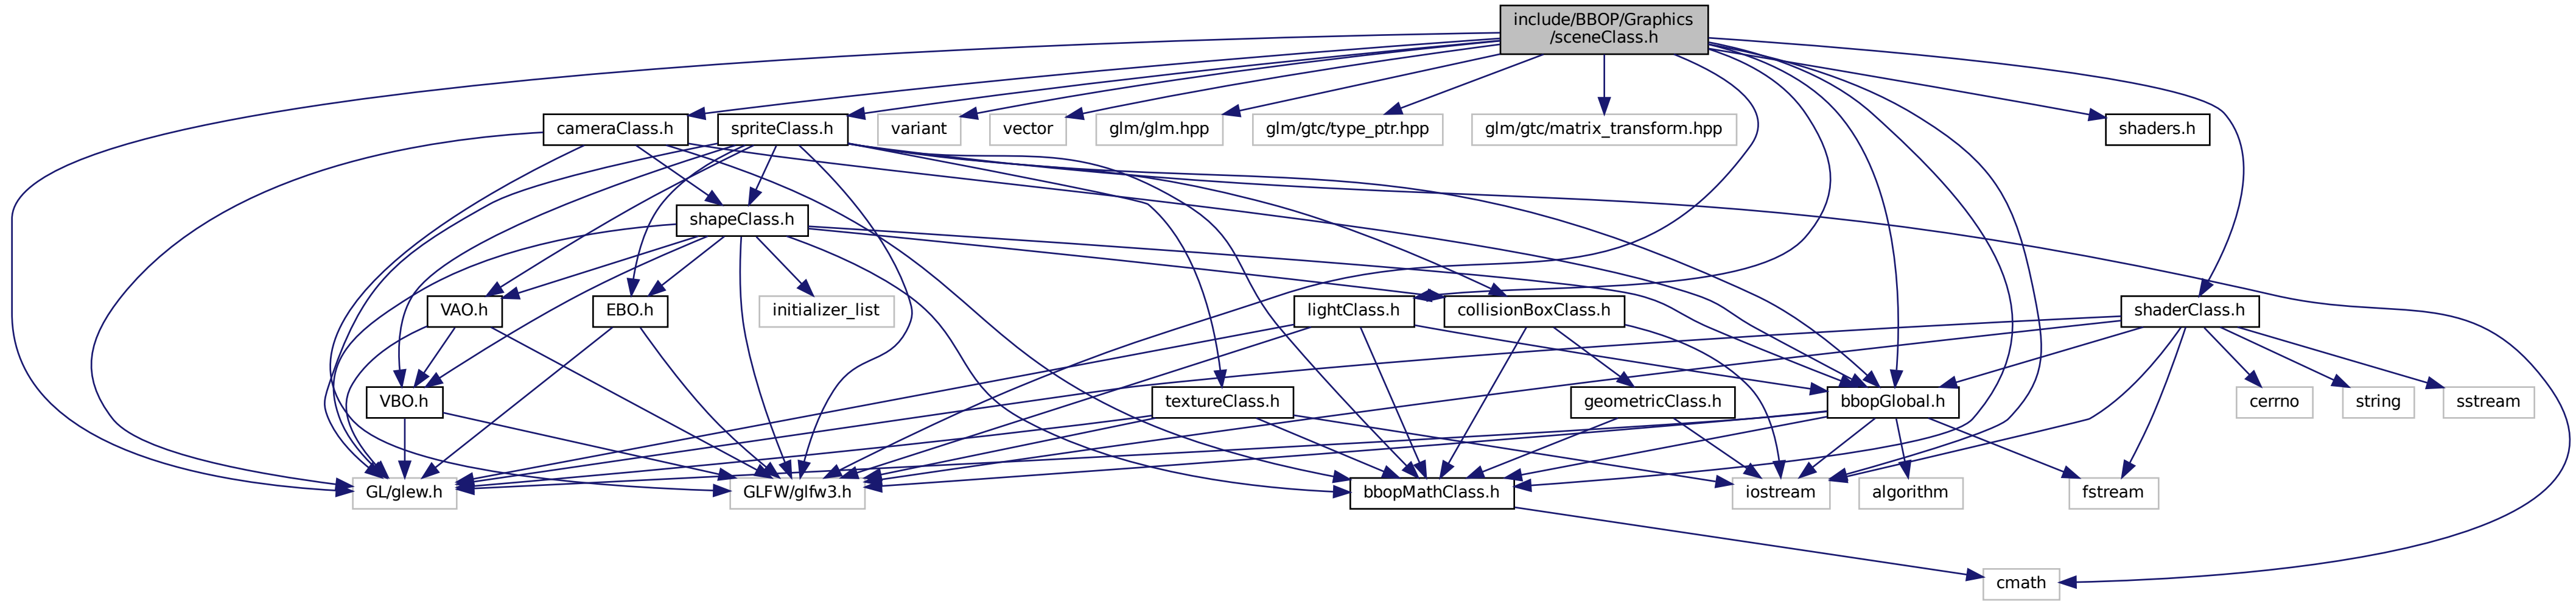 include/BBOP/Graphics
/sceneClass.h
cameraClass.h
spriteClass.h
variant
vector
glm/glm.hpp
glm/gtc/type_ptr.hpp
glm/gtc/matrix_transform.hpp
shaders.h
shapeClass.h
VAO.h
EBO.h
initializer_list
lightClass.h
collisionBoxClass.h
shaderClass.h
VBO.h
textureClass.h
geometricClass.h
bbopGlobal.h
cerrno
string
sstream
GL/glew.h
GLFW/glfw3.h
bbopMathClass.h
iostream
algorithm
fstream
cmath